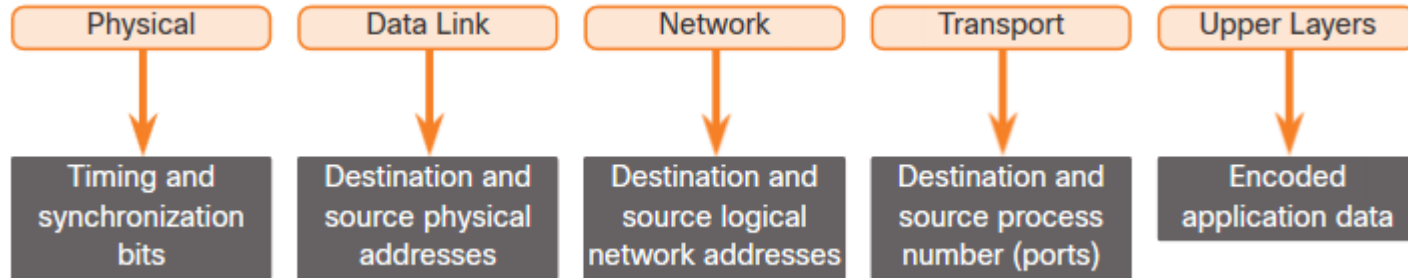 Physical
Data Link
Network
Transport
Upper Layers
Timing and
synchronization
bits
Destination and
source physical
addresses
Destination and
source logical
network addresses
Destination and
source process
number (ports)
Encoded
application data